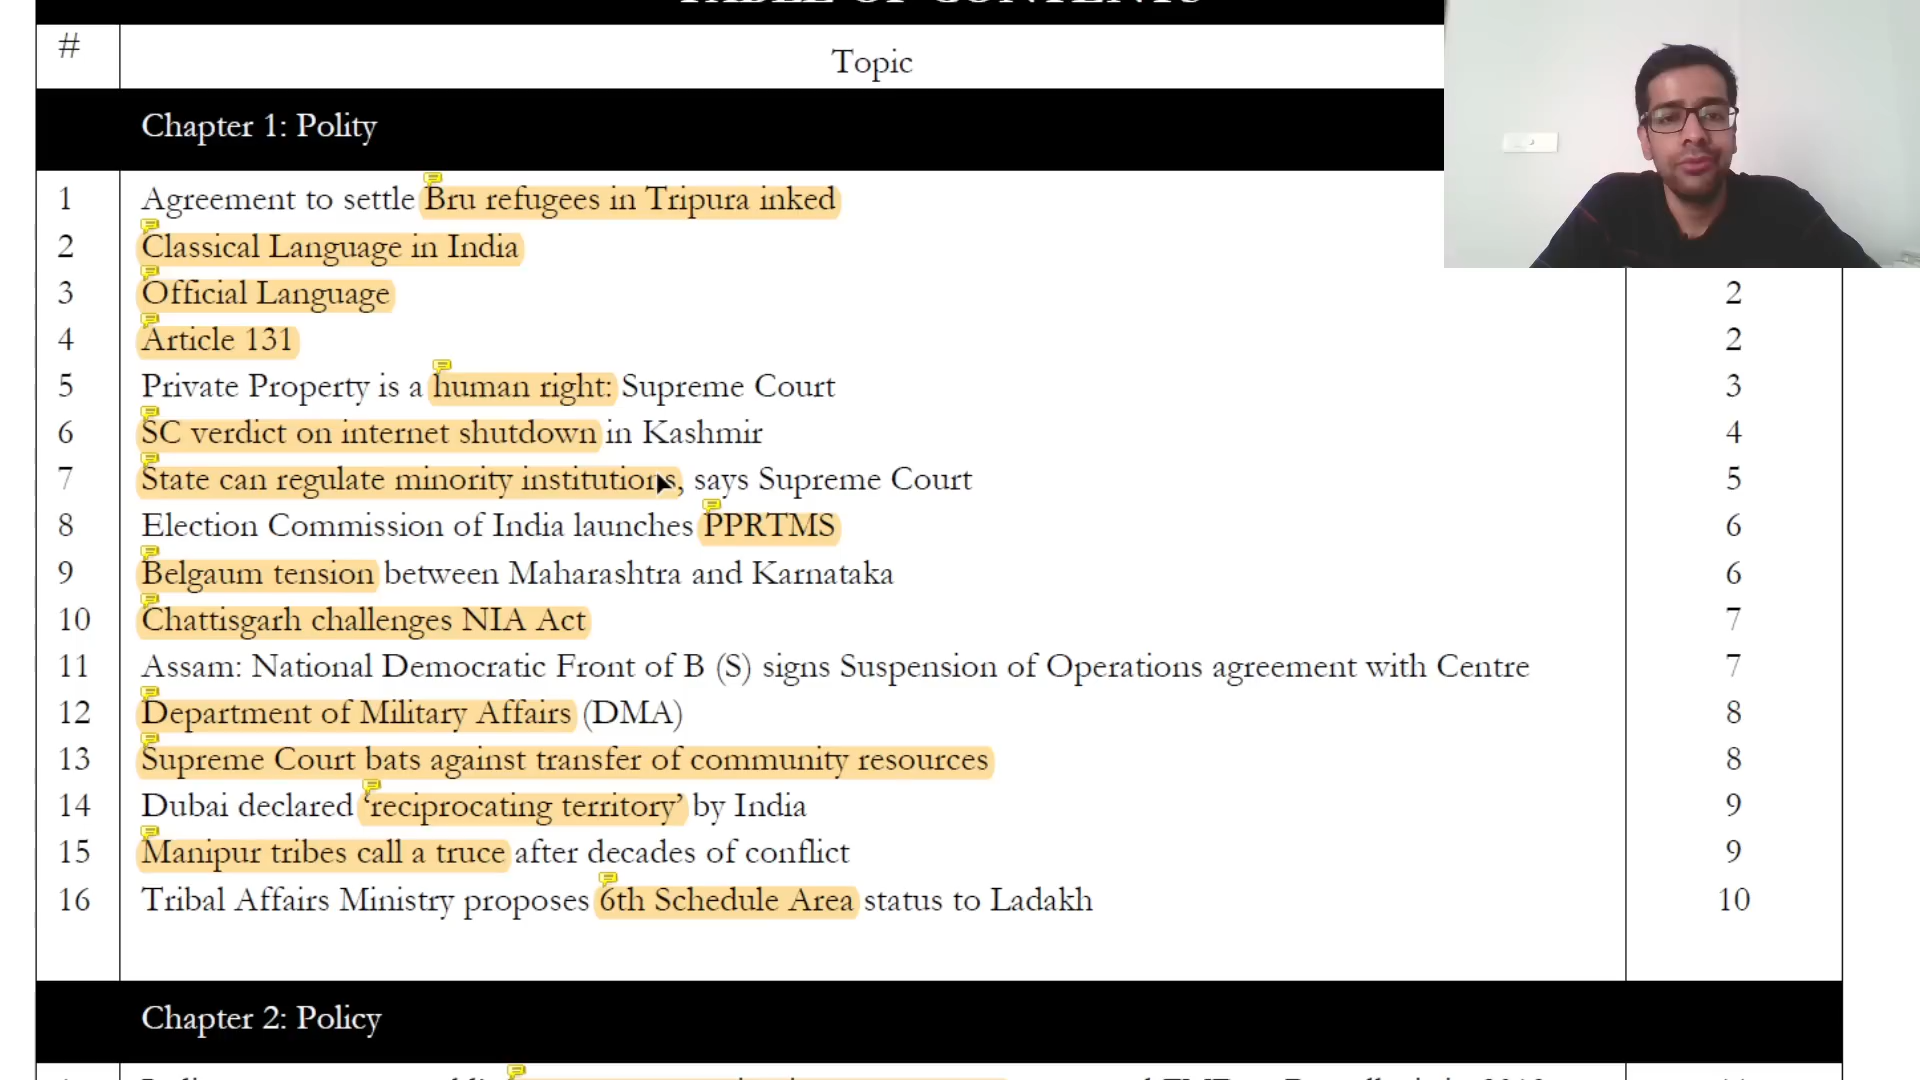 TABLE OF CONTENTS
# Topic
Chapter 1: Polity
1 Agreement to settle Bru refugees in Tripura inked
2 Classical Language in India
3 Official Language 2
4 Article 131 2
5 Private Property is a human right: Supreme Court 3
6 SC verdict on internet shutdown in Kashmir 4
7 State can regulate minority institutions, says Supreme Court 5
8 Election Commission of India launches PPRTMS 6
9 Belgaum tension between Maharashtra and Karnataka 6
10 Chattisgarh challenges NIA Act 7
11 Assam: National Democratic Front of B (S) signs Suspension of Operations agreement with Centre 7
12 Department of Military Affairs (DMA) 8
13 Supreme Court bats against transfer of community resources 8
14 Dubai declared ‘reciprocating territory’ by India 9
15 Manipur tribes call a truce after decades of conflict 9
16 Tribal Affairs Ministry proposes 6th Schedule Area status to Ladakh 10
Chapter 2: Policy